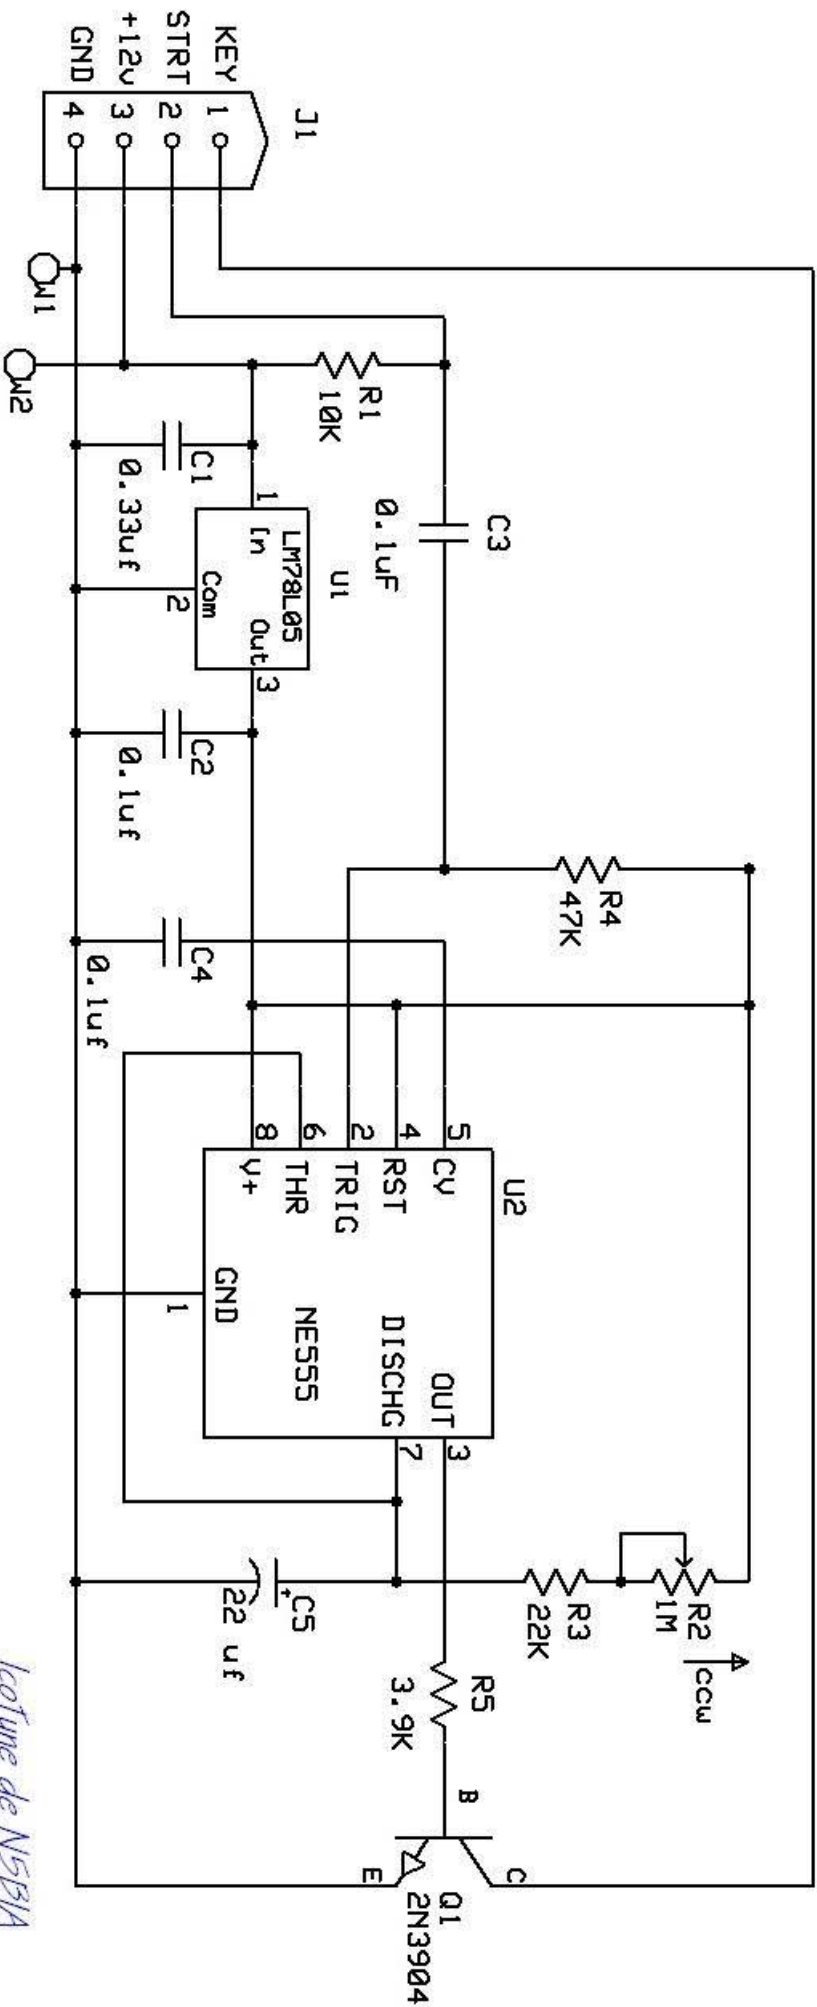 J1
KEY 1
STRT 2
+12v 3
GND 4
W1
W2
R1
10K
C1
0.33uf
C3
0.1uF
U1
LM78L05
1 In
Out 3
Com
2
C2
0.1uf
R4
47K
C4
0.1uf
U2
NE555
5 CV
4 RST
2 TRIG
6 THR
8 V+
GND
1
OUT 3
DISCHG 7
R2
1M
CCW
R3
22K
C5
+
22 uf
R5
3.9K
B
C
E
Q1
2N3904
IcoTune de N5BIA